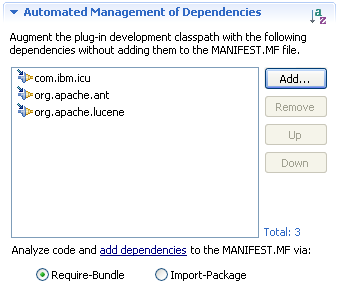 Automated Management of Dependencies
a
z
Augment the plug-in development classpath with the following
dependencies without adding them to the MANIFEST.MF file.
com.ibm.icu
org.apache.ant
org.apache.lucene
Add...
Remove
Up
Down
Total: 3
Analyze code and add dependencies to the MANIFEST.MF via:
Require-Bundle
Import-Package